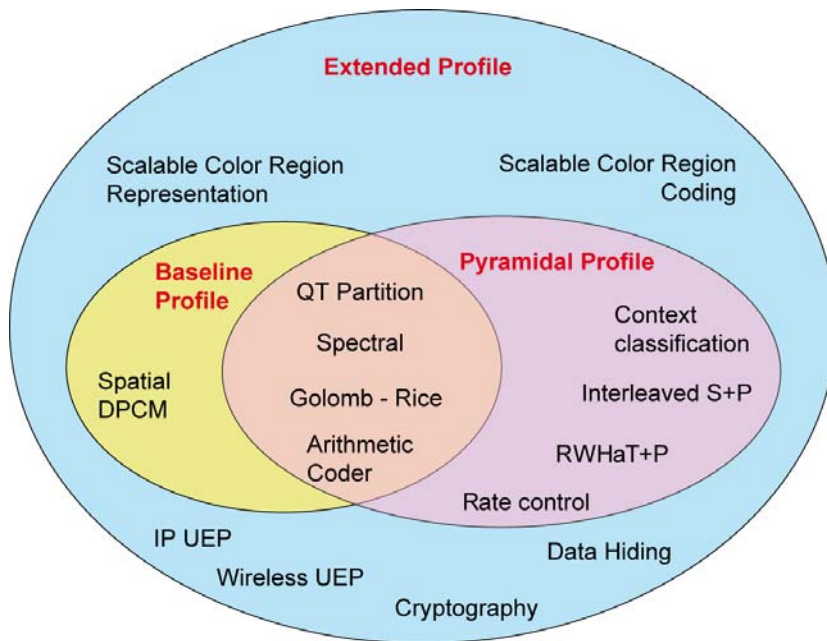 Extended Profile
Scalable Color Region
Representation
Scalable Color Region
Coding
Baseline
Profile
Pyramidal Profile
QT Partition
Spectral
Golomb - Rice
Arithmetic
Coder
Spatial
DPCM
Context
classification
Interleaved S+P
RWHaT+P
Rate control
IP UEP
Wireless UEP
Cryptography
Data Hiding